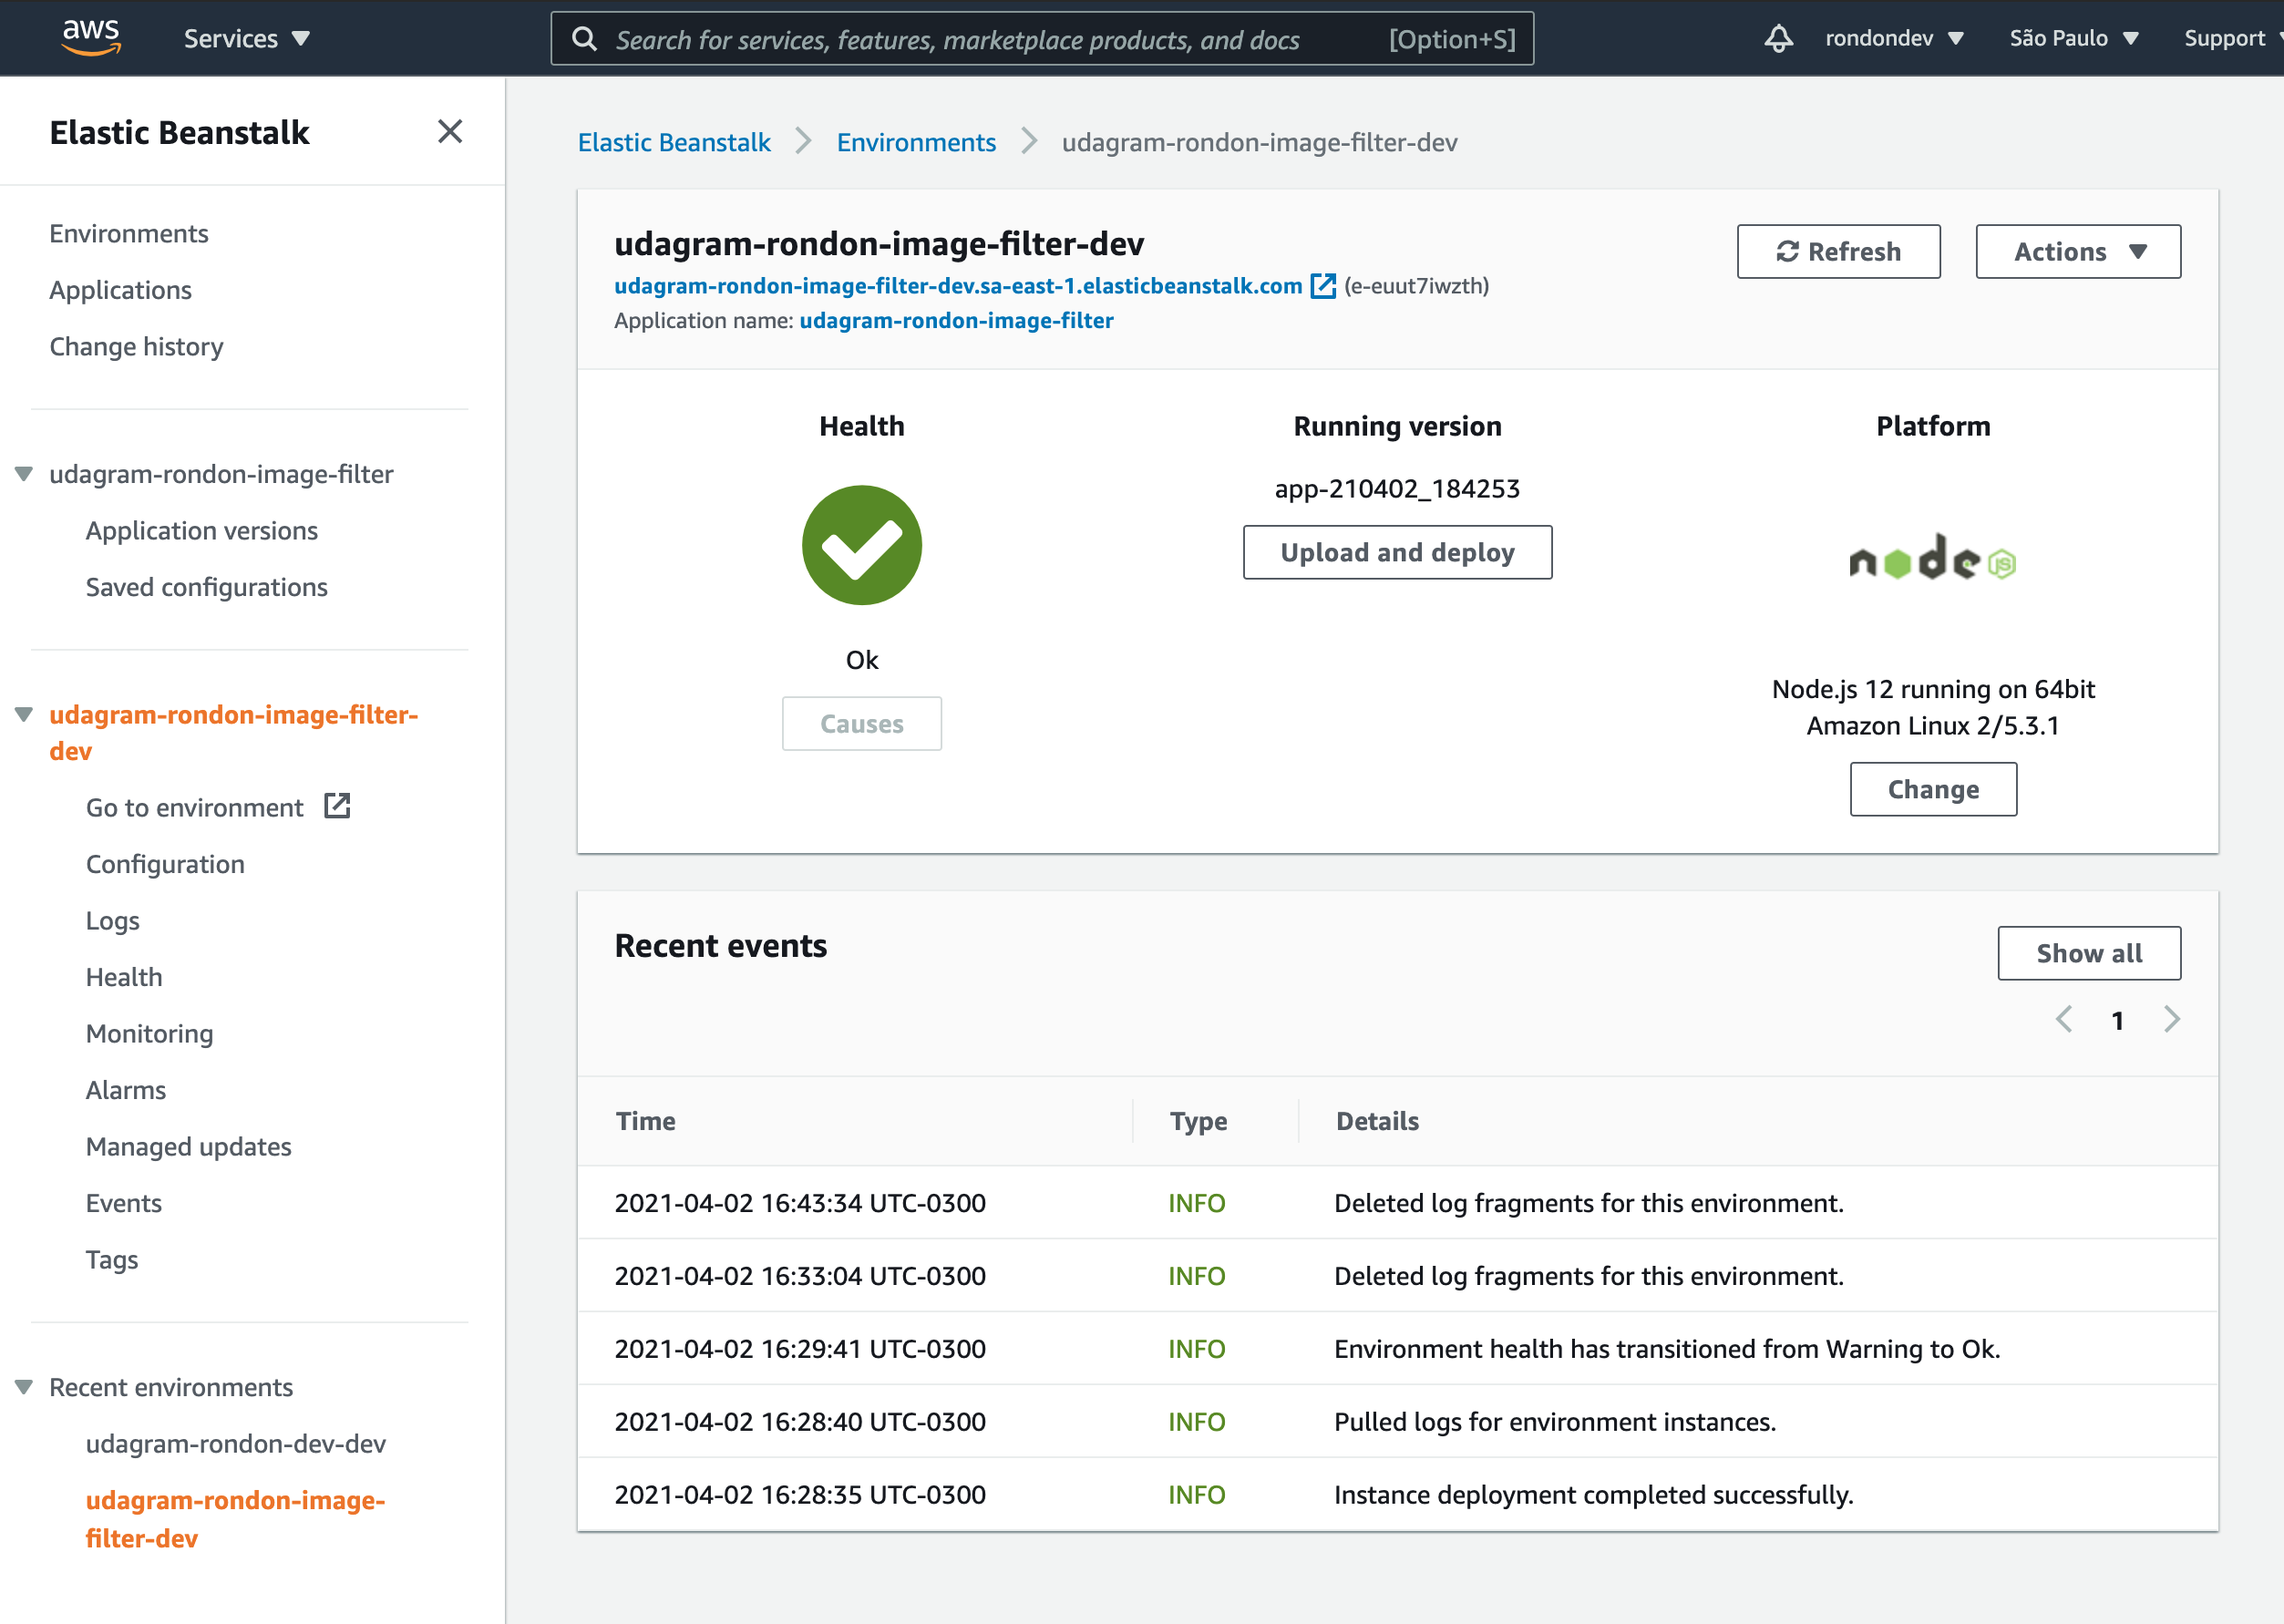 aws
Services
Search for services, features, marketplace products, and docs [Option+S]
rondondev
São Paulo
Support
Elastic Beanstalk
Environments
Applications
Change history
udagram-rondon-image-filter
Application versions
Saved configurations
udagram-rondon-image-filter-
dev
Go to environment
Configuration
Logs
Health
Monitoring
Alarms
Managed updates
Events
Tags
Recent environments
udagram-rondon-dev-dev
udagram-rondon-image-
filter-dev
Elastic Beanstalk
Environments
udagram-rondon-image-filter-dev
udagram-rondon-image-filter-dev
udagram-rondon-image-filter-dev.sa-east-1.elasticbeanstalk.com (e-euut7iwzth)
Application name: udagram-rondon-image-filter
Refresh
Actions
Health
Ok
Causes
Running version
app-210402_184253
Upload and deploy
Platform
node JS
Node.js 12 running on 64bit
Amazon Linux 2/5.3.1
Change
Recent events
Show all
1
Time Type Details
2021-04-02 16:43:34 UTC-0300 INFO Deleted log fragments for this environment.
2021-04-02 16:33:04 UTC-0300 INFO Deleted log fragments for this environment.
2021-04-02 16:29:41 UTC-0300 INFO Environment health has transitioned from Warning to Ok.
2021-04-02 16:28:40 UTC-0300 INFO Pulled logs for environment instances.
2021-04-02 16:28:35 UTC-0300 INFO Instance deployment completed successfully.